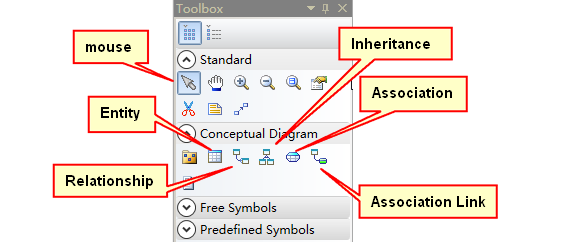 Toolbox
Inheritance
mouse
Standard
Association
Entity
Conceptual Diagram
Relationship
Association Link
Free Symbols
Predefined Symbols